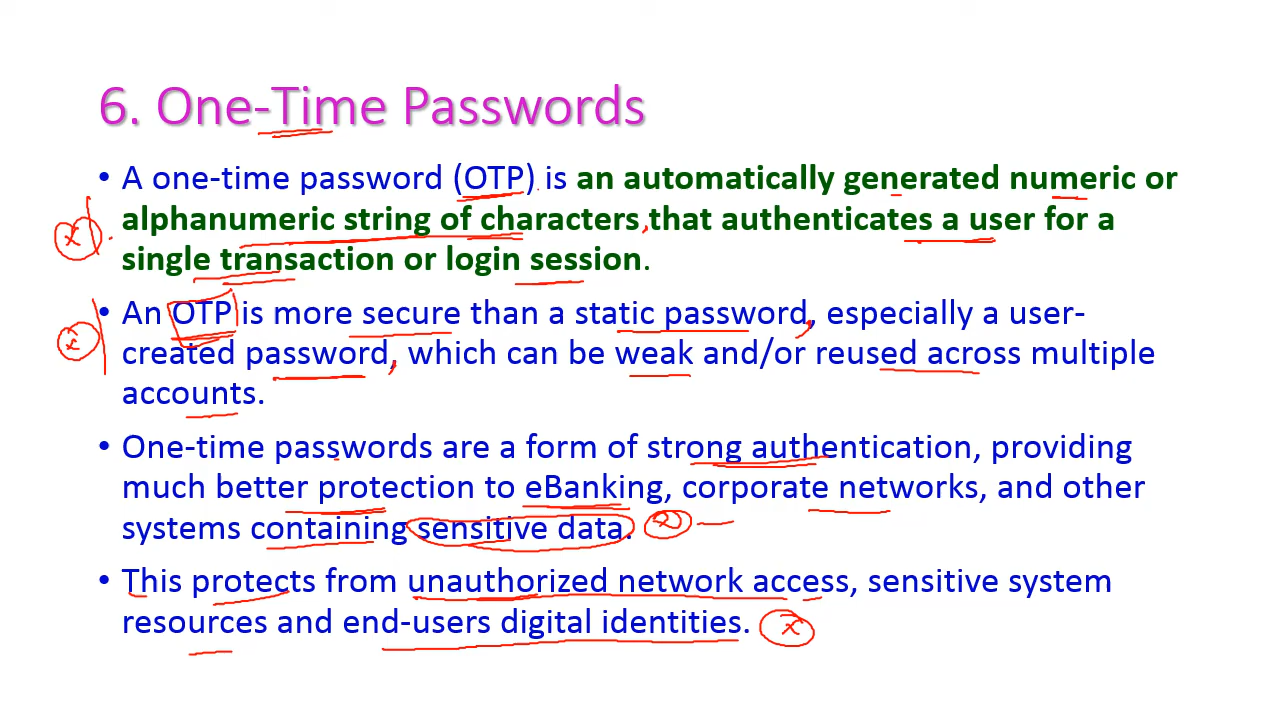 6. One-Time Passwords
• A one-time password (OTP) is an automatically generated numeric or
alphanumeric string of characters that authenticates a user for a
single transaction or login session.
• An OTP is more secure than a static password, especially a user-
created password, which can be weak and/or reused across multiple
accounts.
• One-time passwords are a form of strong authentication, providing
much better protection to eBanking, corporate networks, and other
systems containing sensitive data.
• This protects from unauthorized network access, sensitive system
resources and end-users digital identities.